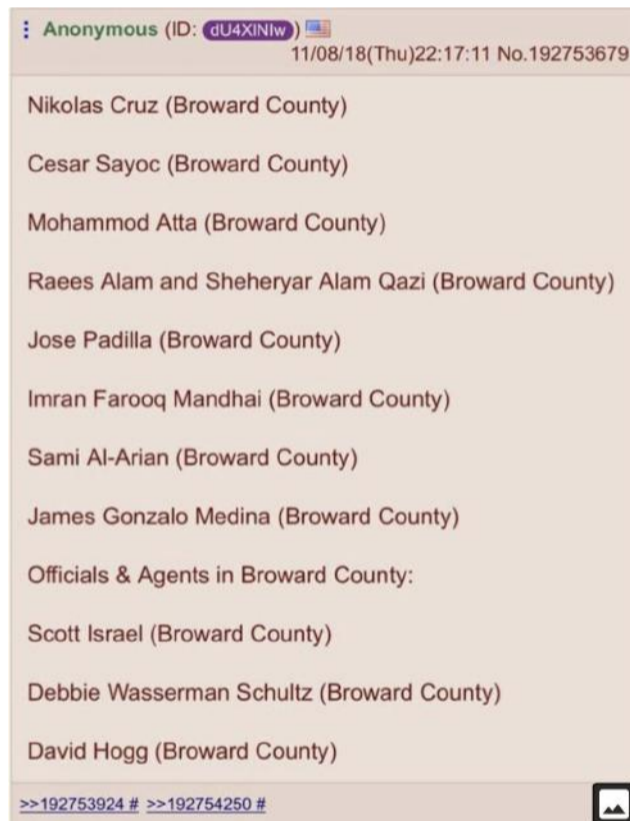 Anonymous (ID: dU4XINIw)
11/08/18(Thu)22:17:11 No.192753679
Nikolas Cruz (Broward County)
Cesar Sayoc (Broward County)
Mohammod Atta (Broward County)
Raees Alam and Sheheryar Alam Qazi (Broward County)
Jose Padilla (Broward County)
Imran Farooq Mandhai (Broward County)
Sami Al-Arian (Broward County)
James Gonzalo Medina (Broward County)
Officials & Agents in Broward County:
Scott Israel (Broward County)
Debbie Wasserman Schultz (Broward County)
David Hogg (Broward County)
>>192753924 # >>192754250 #